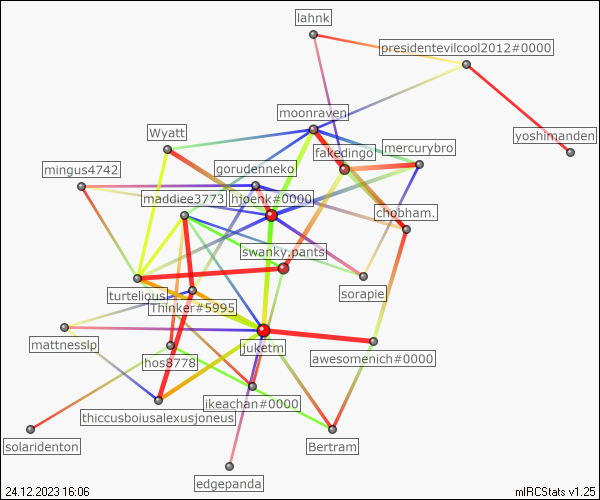 lahnk
presidentevilcool2012#0000
moonraven
yoshimanden
Wyatt
fakedingo
mercurybro
mingus4742
gorudenneko
maddiee3773
hjoenk#0000
chobham.
swanky.pants
turtelious
sorapie
Thinker#5995
mattnesslp
juketm
awesomenich#0000
hos8778
ikeachan#0000
thiccusboiusalexusjoneus
solaridenton
Bertram
edgepanda
24.12.2023 16:06
mIRCStats v1.25